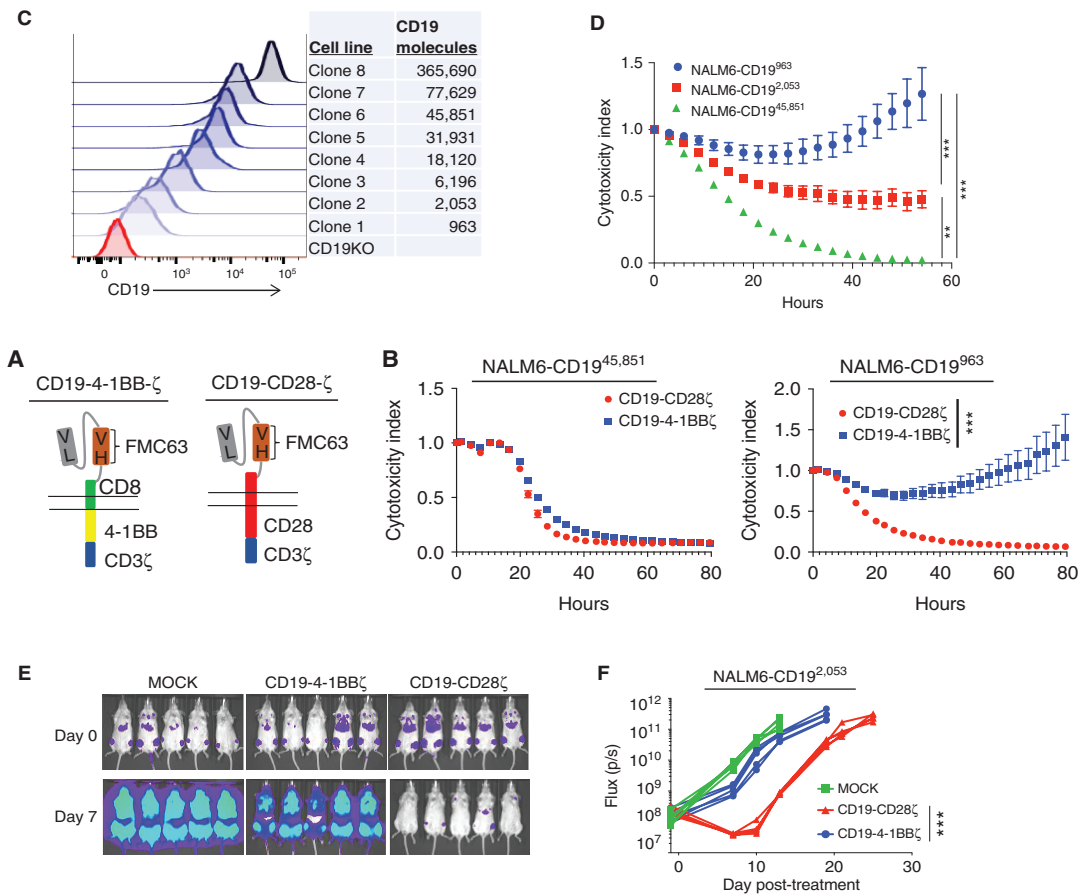 C
CD19
Cell line molecules
Clone 8 365,690
Clone 7 77,629
Clone 6 45,851
Clone 5 31,931
Clone 4 18,120
Clone 3 6,196
Clone 2 2,053
Clone 1 963
CD19KO
0 10³ 10⁴ 10⁵
CD19
D
NALM6-CD19⁹⁶³
NALM6-CD19²,⁰⁵³
NALM6-CD19⁴⁵,⁸⁵¹
Cytotoxicity index
1.5
1.0
0.5
0.0
0 20 40 60
Hours
***
**
***
A
CD19-4-1BB-ζ
VL
VH
FMC63
CD8
4-1BB
CD3ζ
CD19-CD28-ζ
VL
VH
FMC63
CD28
CD3ζ
B
NALM6-CD19⁴⁵,⁸⁵¹
CD19-CD28ζ
CD19-4-1BBζ
Cytotoxicity index
1.5
1.0
0.5
0.0
0 20 40 60 80
Hours
NALM6-CD19⁹⁶³
CD19-CD28ζ
CD19-4-1BBζ
***
Cytotoxicity index
2.0
1.5
1.0
0.5
0.0
0 20 40 60 80
Hours
E
MOCK CD19-4-1BBζ CD19-CD28ζ
Day 0
Day 7
F
NALM6-CD19²,⁰⁵³
Flux (p/s)
10¹²
10¹¹
10¹⁰
10⁹
10⁸
10⁷
0 10 20 30
Day post-treatment
MOCK
CD19-CD28ζ
CD19-4-1BBζ
***